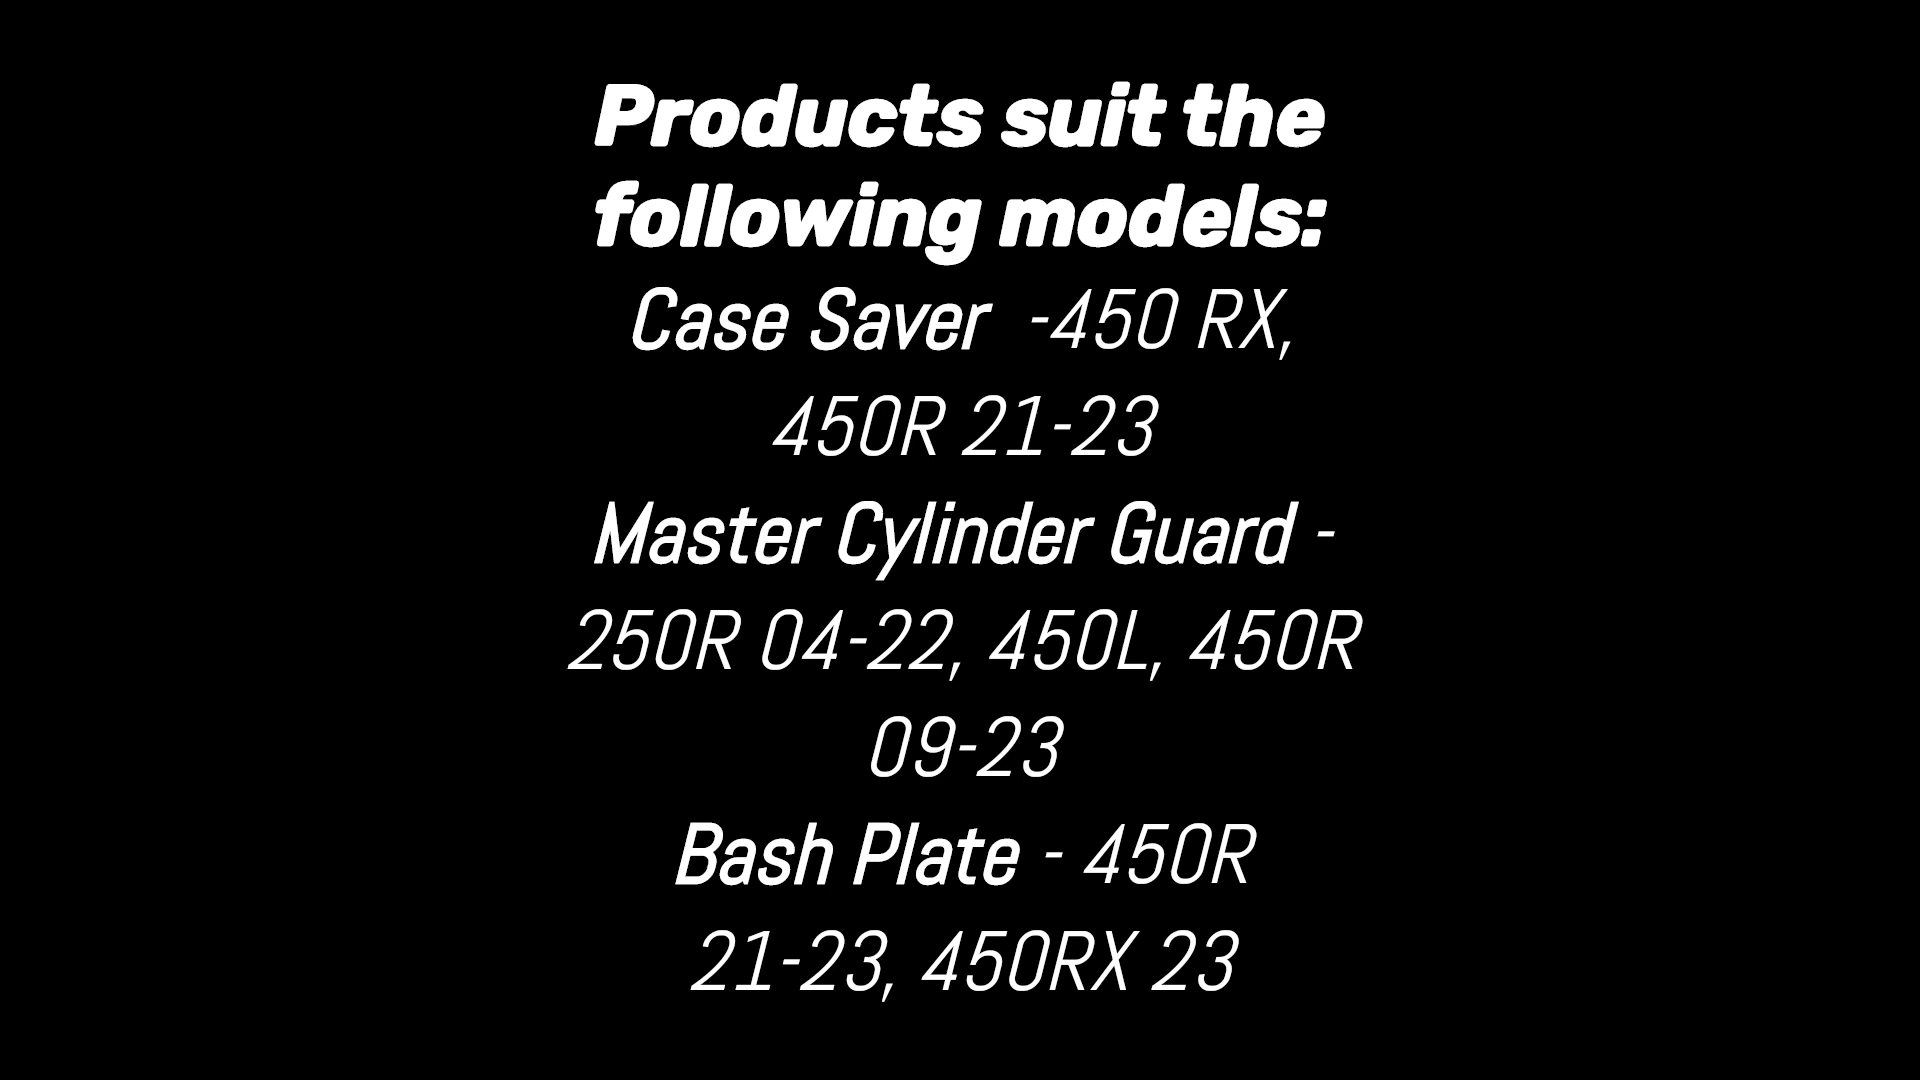 Products suit the
following models:
Case Saver  -450 RX,
450R 21-23
Master Cylinder Guard -
250R 04-22, 450L, 450R
09-23
Bash Plate - 450R
21-23, 450RX 23